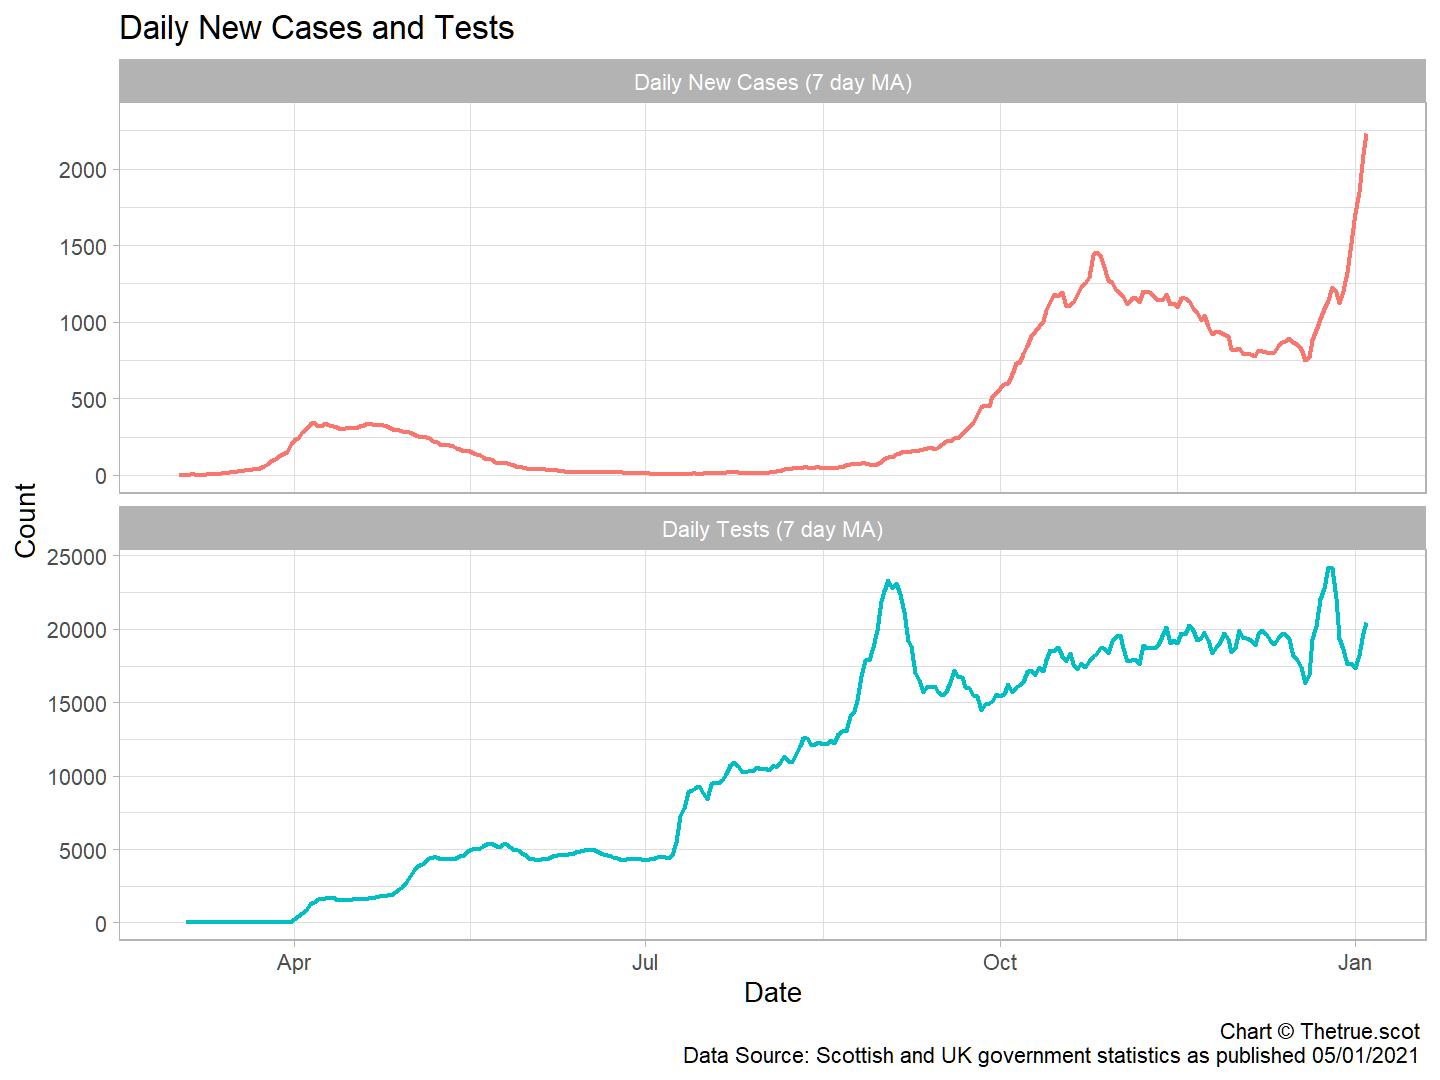 Daily New Cases and Tests
Daily New Cases (7 day MA)
2000
1500
1000
500
0
Count
Daily Tests (7 day MA)
25000
20000
15000
10000
5000
0
Apr Jul Oct Jan
Date
Chart © Thetrue.scot
Data Source: Scottish and UK government statistics as published 05/01/2021